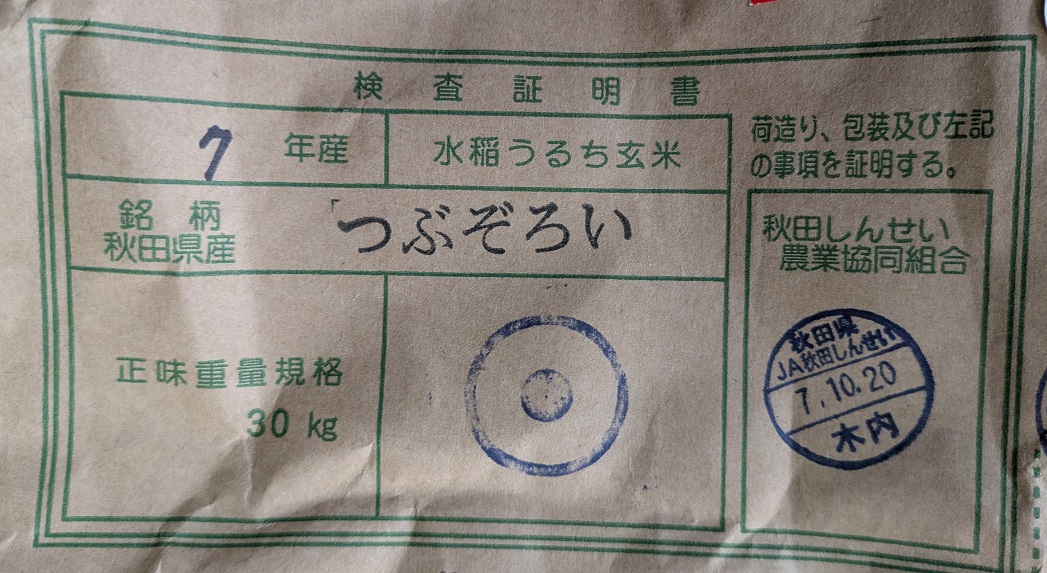 検査証明書
7 年産
水稲うるち玄米
銘柄
秋田県産
つぶぞろい
正味重量規格
30 kg
荷造り、包装及び左記
の事項を証明する。
秋田しんせい
農業協同組合
秋田県
JA秋田しんせい
7.10.20
木内